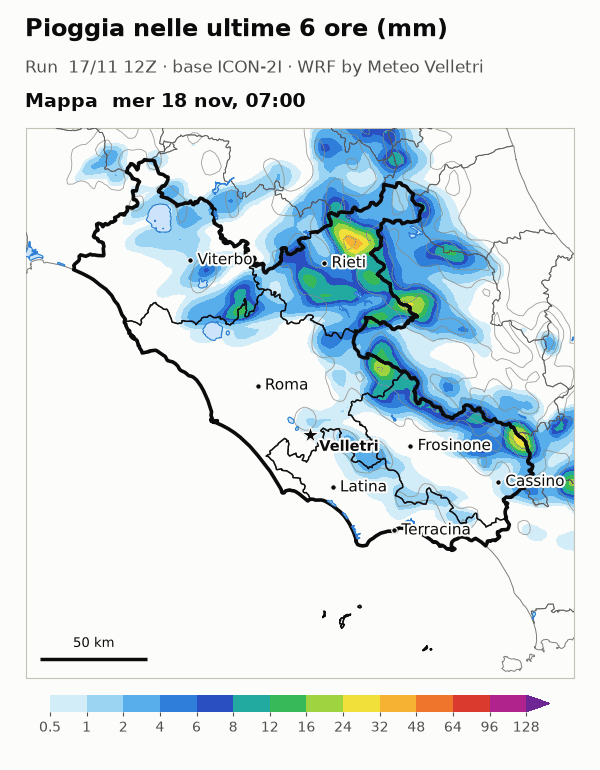 Pioggia nelle ultime 6 ore (mm)
Run  17/11 12Z · base ICON-2I · WRF by Meteo Velletri
Mappa  mer 18 nov, 07:00
Viterbo
Rieti
Roma
Velletri
Frosinone
Cassino
Latina
Terracina
50 km
0.5 1 2 4 6 8 12 16 24 32 48 64 96 128